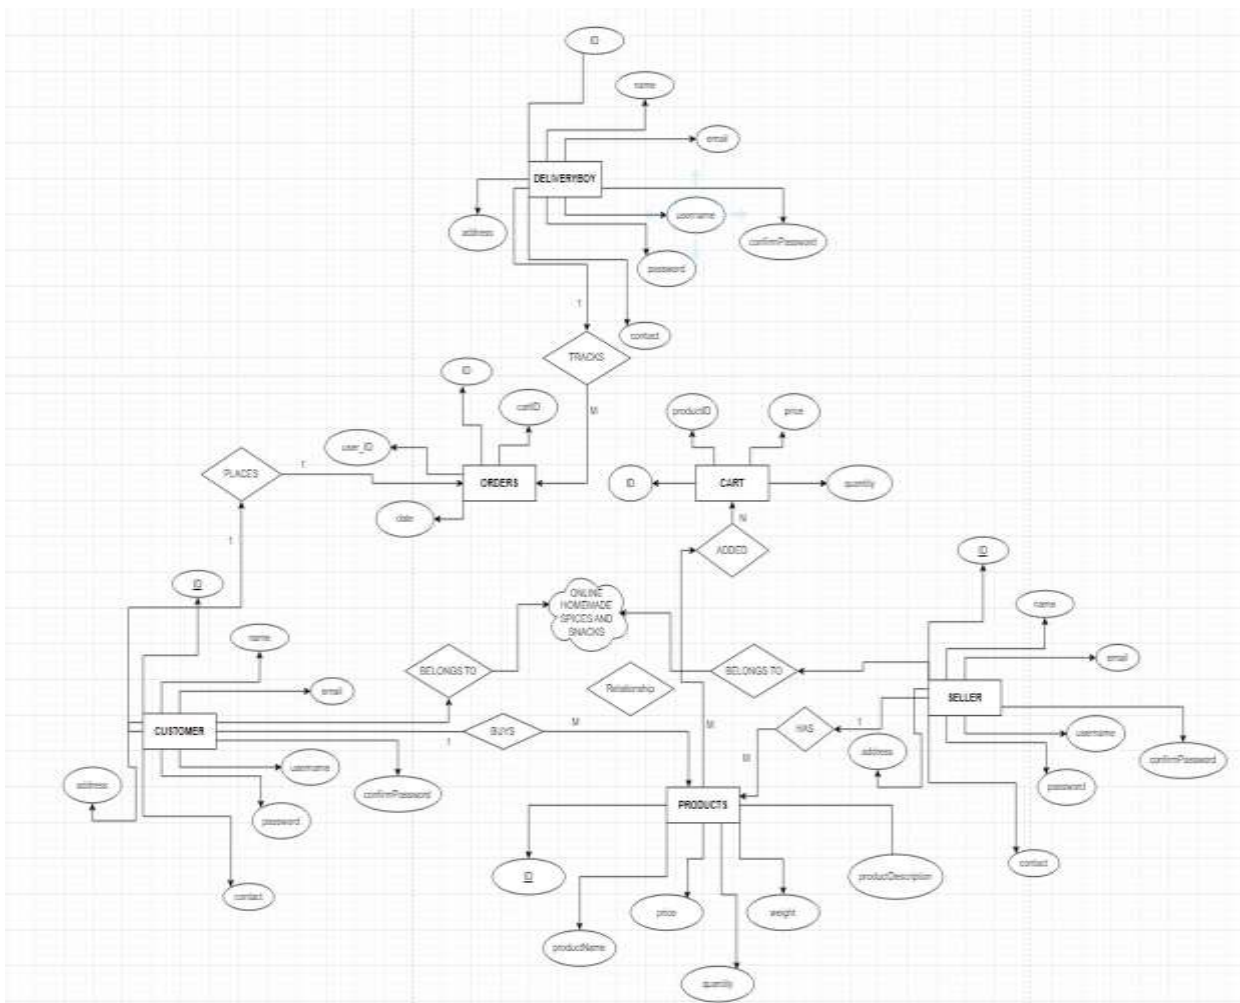 ID
name
email
DELIVERYBOY
username
address
confirmPassword
password
1
contact
TRACKS
ID
M
cartID
productID
price
user_ID
PLACES
1
ORDERS
ID
CART
quantity
date
N
1
ADDED
ID
ID
ONLINE
HOMEMADE
SPICES AND
SNACKS
name
name
email
BELONGS TO
BELONGS TO
Relationship
email
SELLER
CUSTOMER
1
BUYS
M
M
HAS
1
username
address
confirmPassword
M
username
address
confirmPassword
password
PRODUCTS
password
contact
ID
productDescription
contact
price
weight
productName
quantity